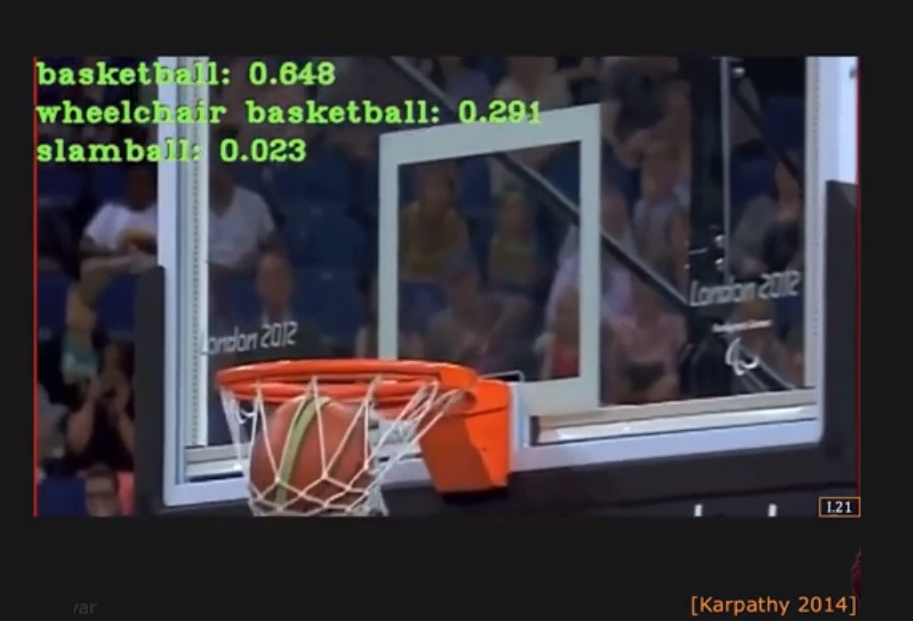 basketball: 0.648
wheelchair basketball: 0.291
slamball: 0.023
London 2012
London 2012
1.21
[Karpathy 2014]